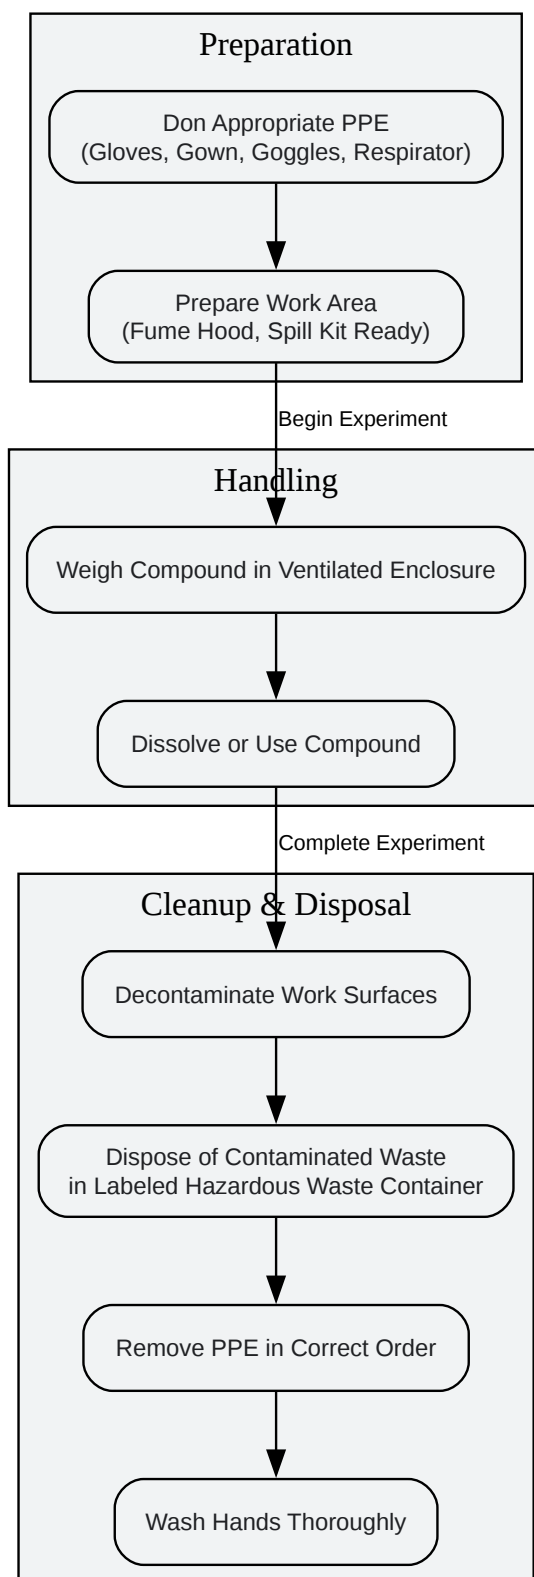 Preparation
Don Appropriate PPE
(Gloves, Gown, Goggles, Respirator)
Prepare Work Area
(Fume Hood, Spill Kit Ready)
Begin Experiment
Handling
Weigh Compound in Ventilated Enclosure
Dissolve or Use Compound
Complete Experiment
Cleanup & Disposal
Decontaminate Work Surfaces
Dispose of Contaminated Waste
in Labeled Hazardous Waste Container
Remove PPE in Correct Order
Wash Hands Thoroughly